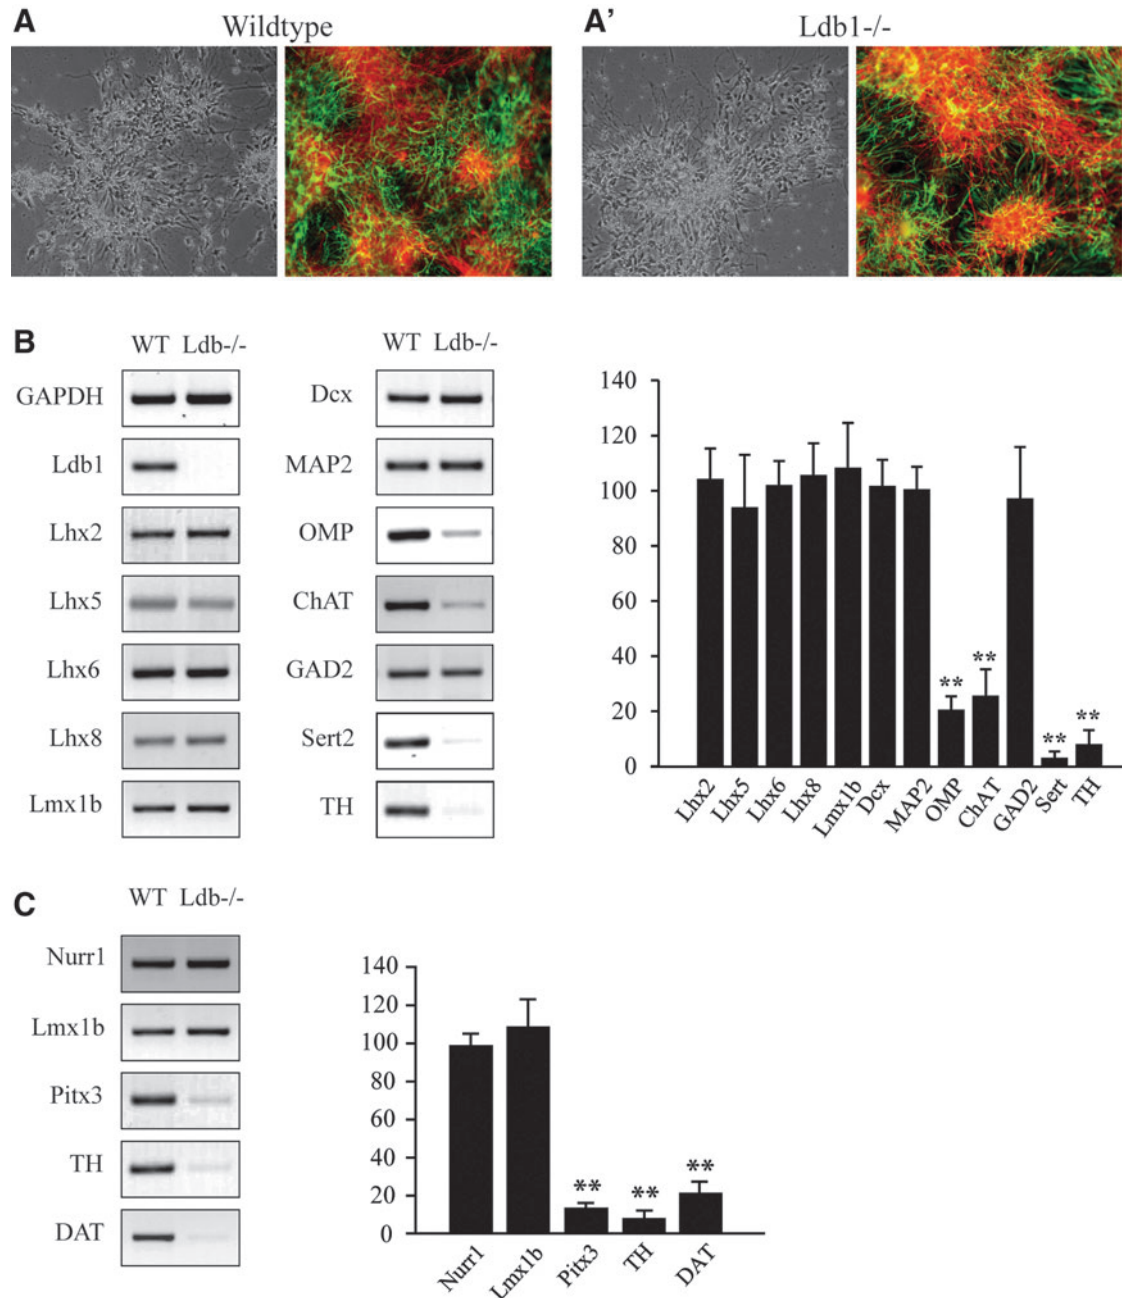 A Wildtype A' Ldb1-/-
B WT Ldb-/- WT Ldb-/-
GAPDH
Ldb1
Lhx2
Lhx5
Lhx6
Lhx8
Lmx1b
Dcx
MAP2
OMP
ChAT
GAD2
Sert2
TH
140
120
100
80
60
40
20
0
** ** ** **
Lhx2 Lhx5 Lhx6 Lhx8 Lmx1b Dcx MAP2 OMP ChAT GAD2 Sert TH
C WT Ldb-/-
Nurr1
Lmx1b
Pitx3
TH
DAT
140
120
100
80
60
40
20
0
** ** **
Nurr1 Lmx1b Pitx3 TH DAT